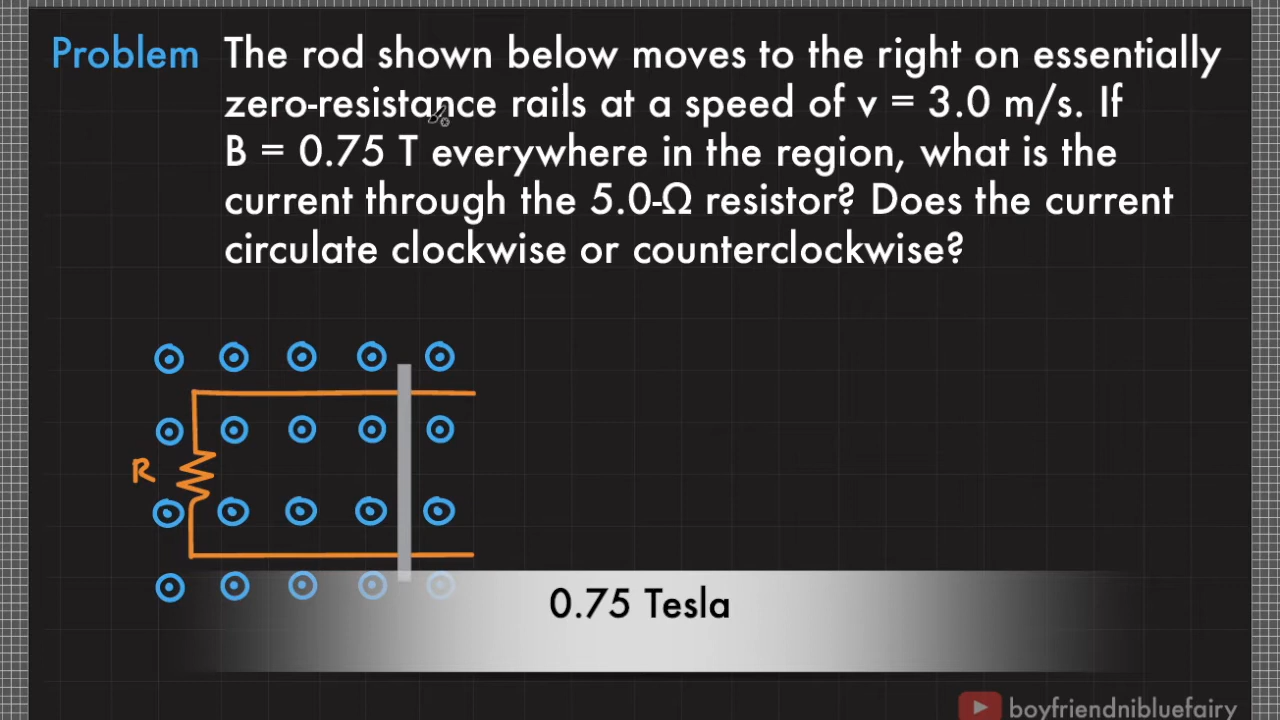 Problem The rod shown below moves to the right on essentially
zero-resistance rails at a speed of v = 3.0 m/s. If
B = 0.75 T everywhere in the region, what is the
current through the 5.0-Ω resistor? Does the current
circulate clockwise or counterclockwise?
R
0.75 Tesla
boyfriendnibluefairy